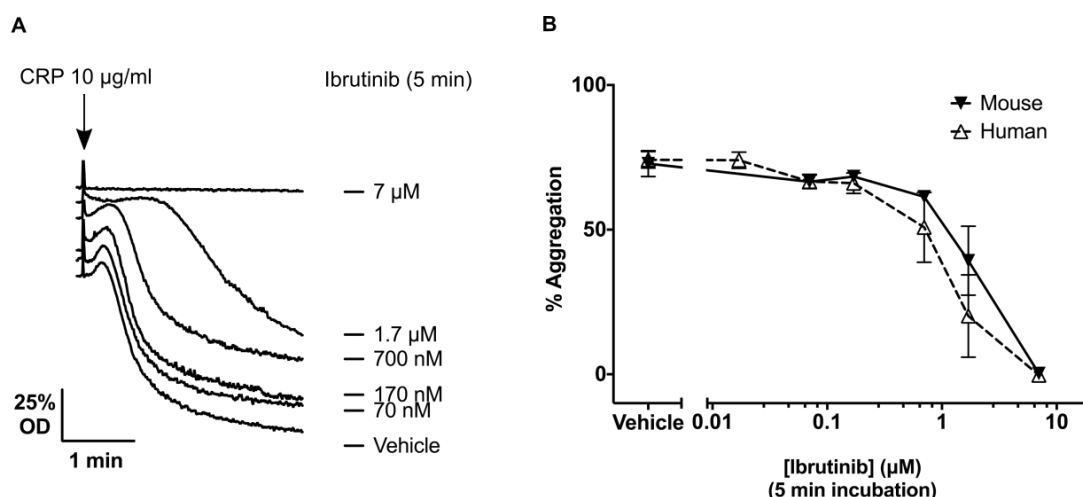 A
CRP 10 µg/ml
Ibrutinib (5 min)
7 µM
1.7 µM
700 nM
170 nM
70 nM
Vehicle
25%
OD
1 min
B
100
50
0
% Aggregation
Mouse
Human
Vehicle 0.01 0.1 1 10
[Ibrutinib] (µM)
(5 min incubation)